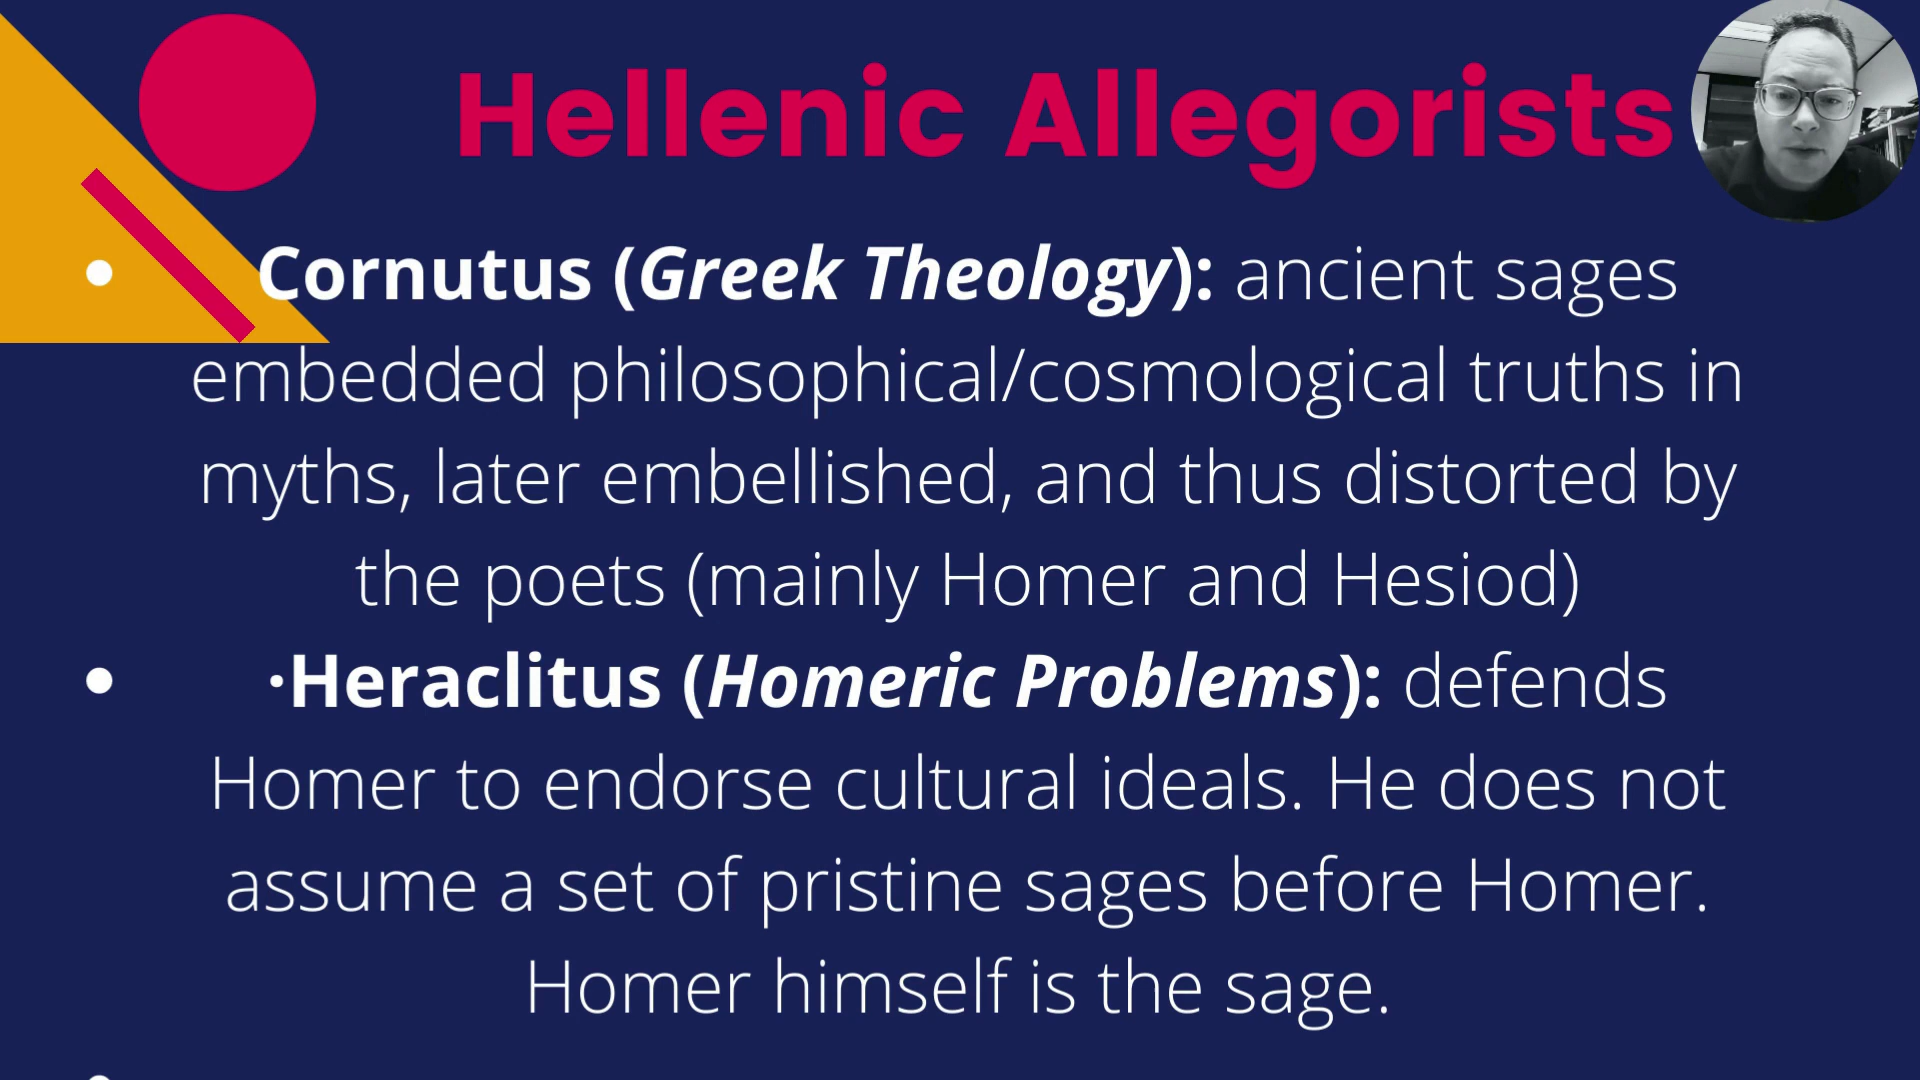 Hellenic Allegorists
• Cornutus (Greek Theology): ancient sages
embedded philosophical/cosmological truths in
myths, later embellished, and thus distorted by
the poets (mainly Homer and Hesiod)
• ·Heraclitus (Homeric Problems): defends
Homer to endorse cultural ideals. He does not
assume a set of pristine sages before Homer.
Homer himself is the sage.